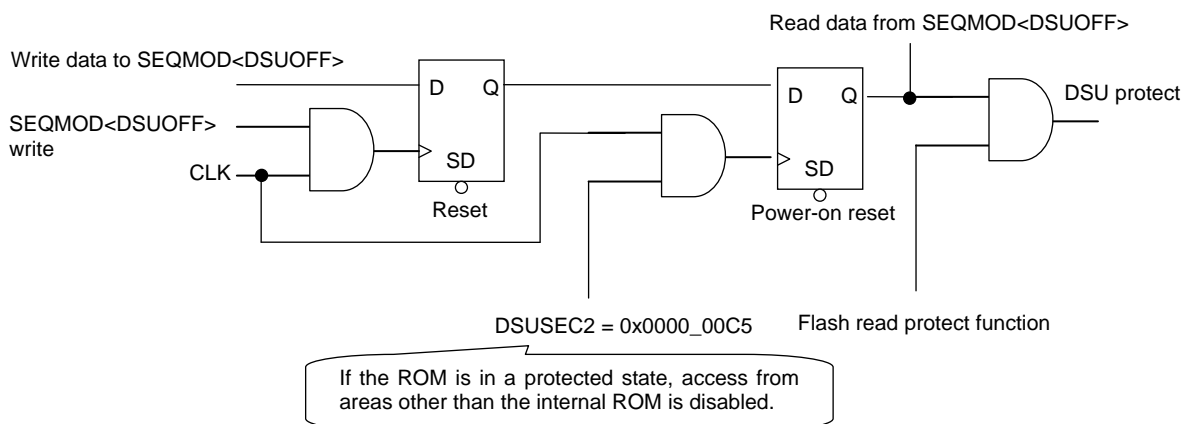 Read data from SEQMOD<DSUOFF>
Write data to SEQMOD<DSUOFF>
D Q
D Q
DSU protect
SEQMOD<DSUOFF>
write
CLK
SD
SD
Reset
Power-on reset
DSUSEC2 = 0x0000_00C5
Flash read protect function
If the ROM is in a protected state, access from
areas other than the internal ROM is disabled.